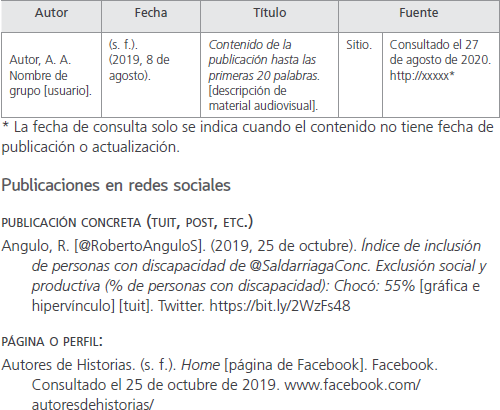 Autor Fecha Título Fuente
Autor, A. A.
Nombre de
grupo [usuario].
(s. f.).
(2019, 8 de
agosto).
Contenido de la
publicación hasta las
primeras 20 palabras.
[descripción de
material audiovisual].
Sitio.
Consultado el 27
de agosto de 2020.
http://xxxxx*
* La fecha de consulta solo se indica cuando el contenido no tiene fecha de
publicación o actualización.
Publicaciones en redes sociales
PUBLICACIÓN CONCRETA (TUIT, POST, ETC.)
Angulo, R. [@RobertoAnguloS]. (2019, 25 de octubre). Índice de inclusión
de personas con discapacidad de @SaldarriagaConc. Exclusión social y
productiva (% de personas con discapacidad): Chocó: 55% [gráfica e
hipervínculo] [tuit]. Twitter. https://bit.ly/2WzFs48
PÁGINA O PERFIL:
Autores de Historias. (s. f.). Home [página de Facebook]. Facebook.
Consultado el 25 de octubre de 2019. www.facebook.com/
autoresdehistorias/